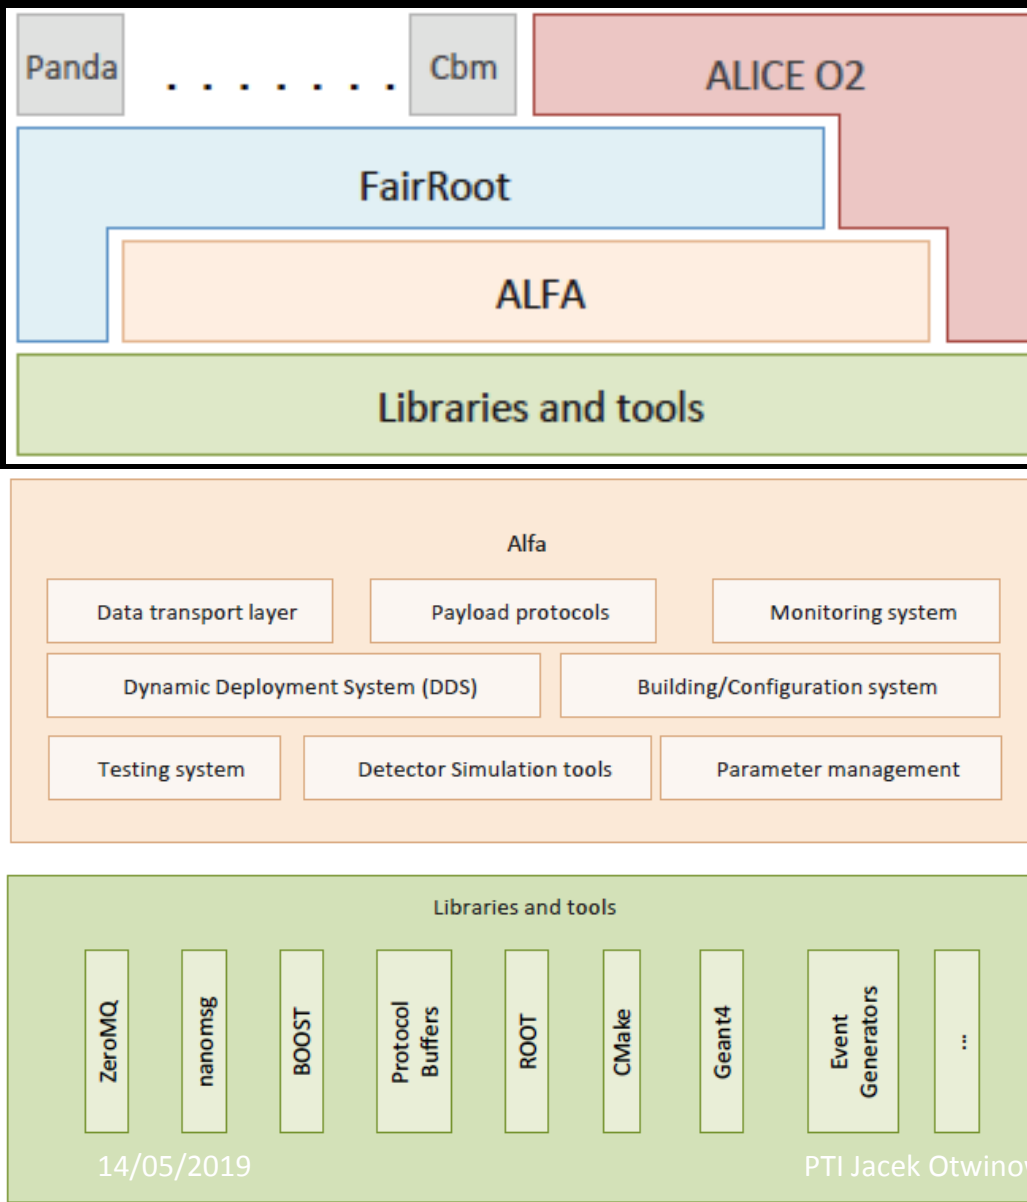 Panda . . . . . . . Cbm ALICE O2
FairRoot
ALFA
Libraries and tools
Alfa
Data transport layer Payload protocols Monitoring system
Dynamic Deployment System (DDS) Building/Configuration system
Testing system Detector Simulation tools Parameter management
Libraries and tools
ZeroMQ
nanomsg
BOOST
Protocol
Buffers
ROOT
CMake
Geant4
Event
Generators
...
14/05/2019 PTI Jacek